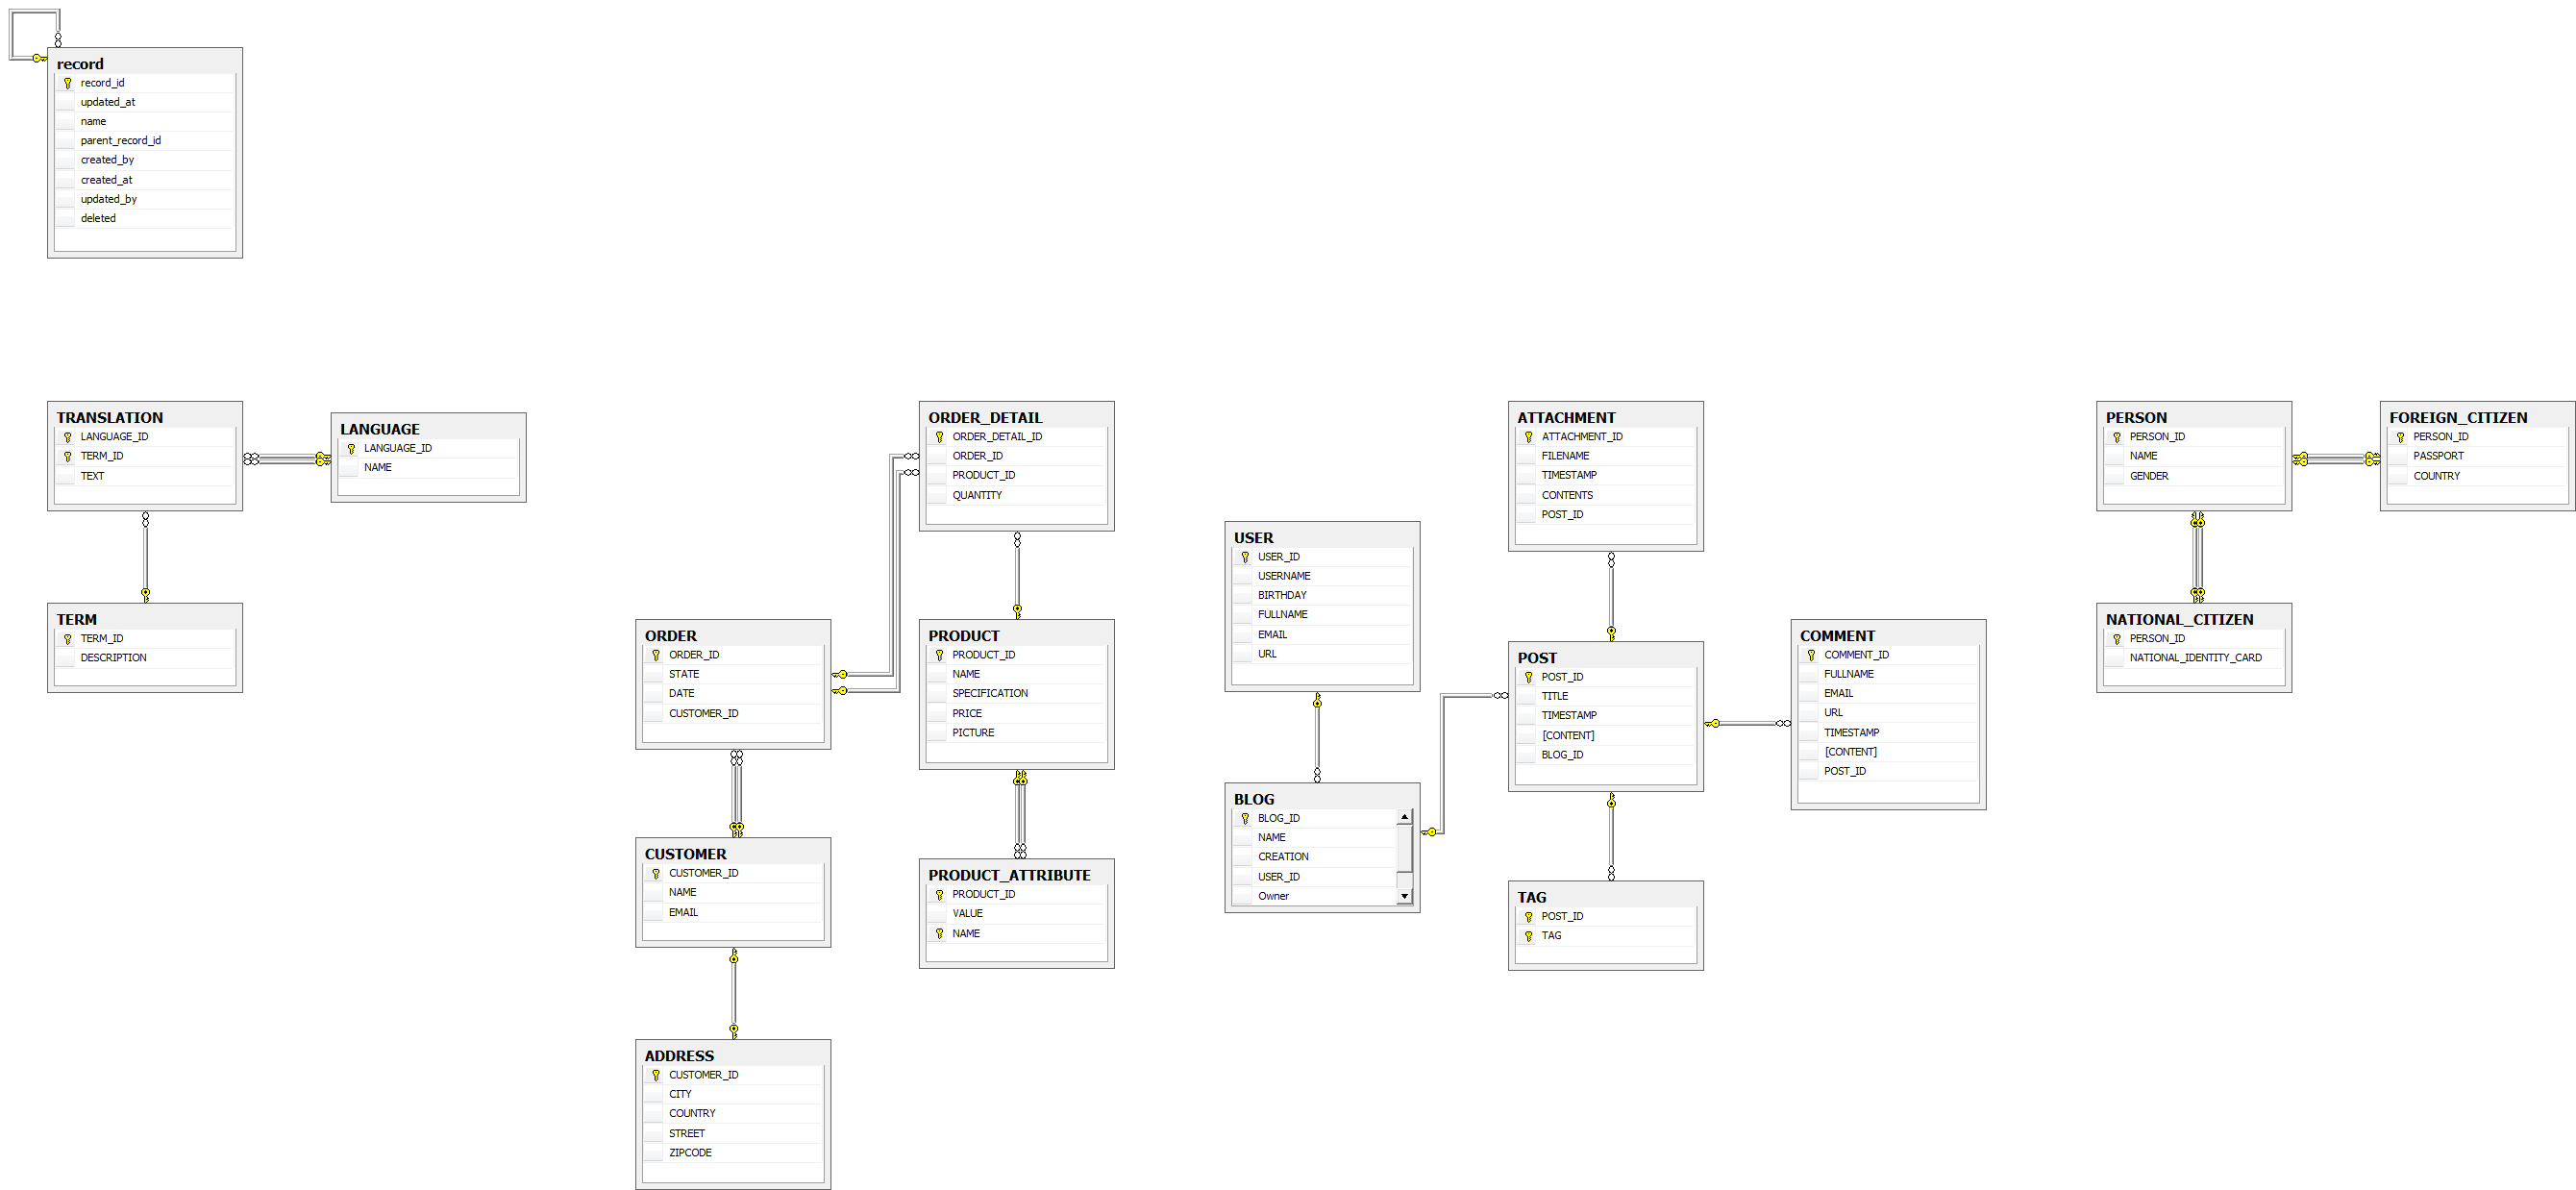 record
record_id
updated_at
name
parent_record_id
created_by
created_at
updated_by
deleted
TRANSLATION
LANGUAGE_ID
TERM_ID
TEXT
LANGUAGE
LANGUAGE_ID
NAME
TERM
TERM_ID
DESCRIPTION
ORDER_DETAIL
ORDER_DETAIL_ID
ORDER_ID
PRODUCT_ID
QUANTITY
ORDER
ORDER_ID
STATE
DATE
CUSTOMER_ID
PRODUCT
PRODUCT_ID
NAME
SPECIFICATION
PRICE
PICTURE
CUSTOMER
CUSTOMER_ID
NAME
EMAIL
PRODUCT_ATTRIBUTE
PRODUCT_ID
VALUE
NAME
ADDRESS
CUSTOMER_ID
CITY
COUNTRY
STREET
ZIPCODE
USER
USER_ID
USERNAME
BIRTHDAY
FULLNAME
EMAIL
URL
BLOG
BLOG_ID
NAME
CREATION
USER_ID
Owner
ATTACHMENT
ATTACHMENT_ID
FILENAME
TIMESTAMP
CONTENTS
POST_ID
POST
POST_ID
TITLE
TIMESTAMP
[CONTENT]
BLOG_ID
TAG
POST_ID
TAG
COMMENT
COMMENT_ID
FULLNAME
EMAIL
URL
TIMESTAMP
[CONTENT]
POST_ID
PERSON
PERSON_ID
NAME
GENDER
FOREIGN_CITIZEN
PERSON_ID
PASSPORT
COUNTRY
NATIONAL_CITIZEN
PERSON_ID
NATIONAL_IDENTITY_CARD